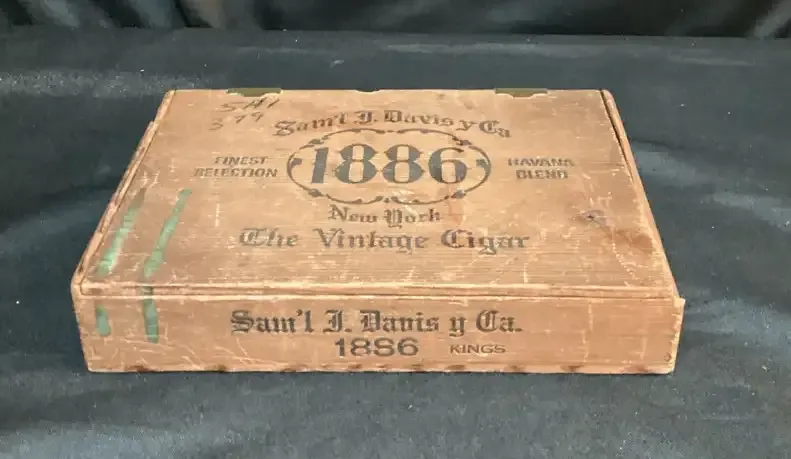 SAI
379
Sam'l J. Davis y Ca
FINEST
SELECTION
1886
HAVANA
BLEND
New York
The Vintage Cigar
Sam'l J. Davis y Ca.
1886 KINGS